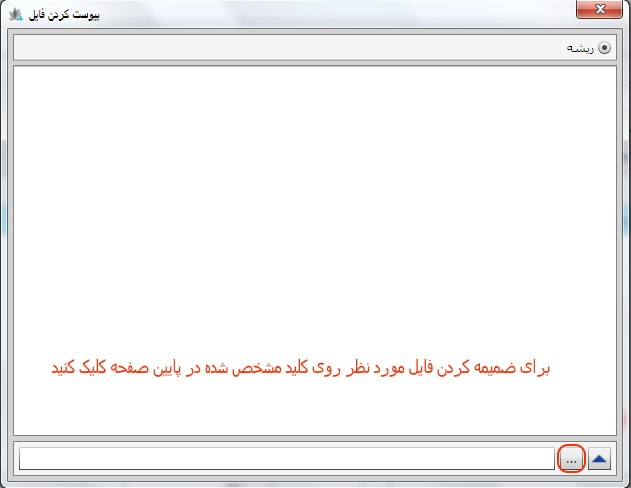 پیوست کردن فایل
ریشه
برای ضمیمه کردن فایل مورد نظر روی کلید مشخص شده در پایین صفحه کلیک کنید
...